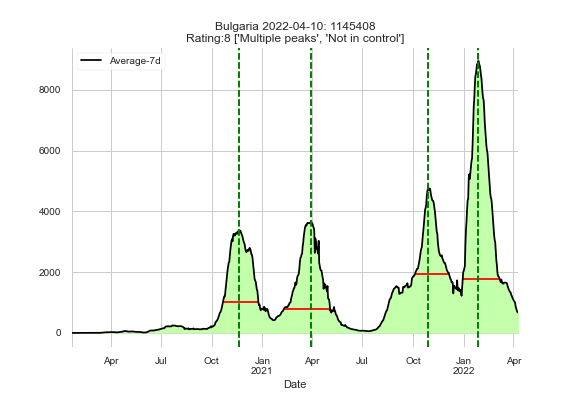 Bulgaria 2022-04-10: 1145408
Rating:8 ['Multiple peaks', 'Not in control']
Average-7d
8000
6000
4000
2000
0
Apr Jul Oct Jan Apr Jul Oct Jan Apr
2021 2022
Date